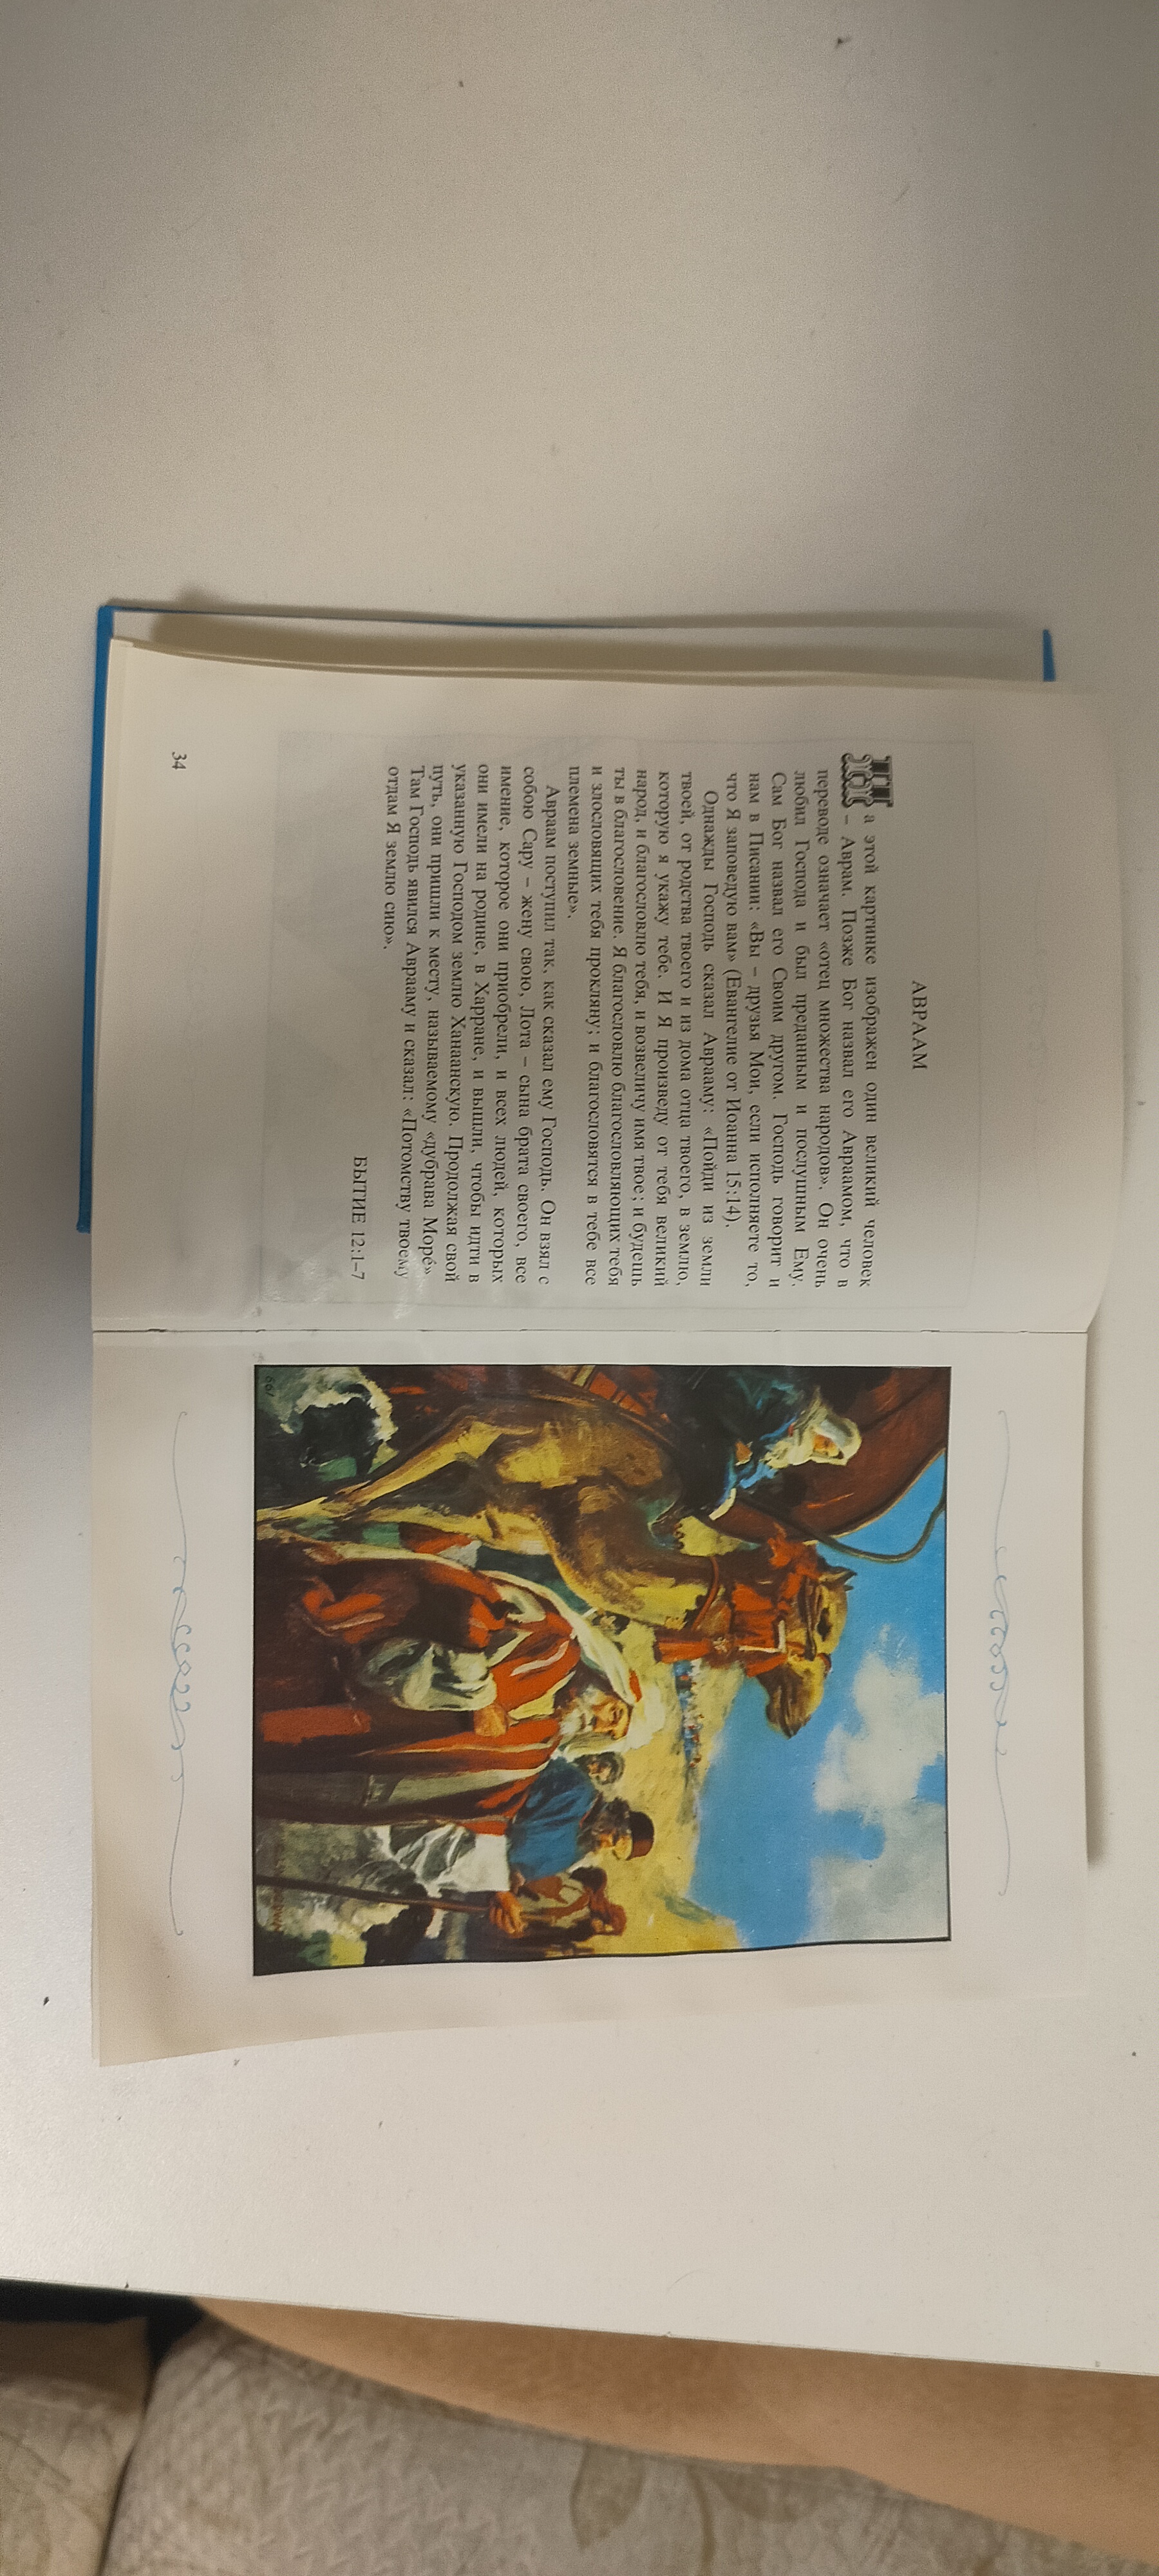 АВРААМ
На этой картинке изображен один великий человек
– Аврам. Позже Бог назвал его Авраамом, что в
переводе означает «отец множества народов». Он очень
любил Господа и был преданным и послушным Ему.
Сам Бог назвал его Своим другом. Господь говорит и
нам в Писании: «Вы – друзья Мои, если исполняете то,
что Я заповедую вам» (Евангелие от Иоанна 15:14).
Однажды Господь сказал Аврааму: «Пойди из земли
твоей, от родства твоего и из дома отца твоего, в землю,
которую я укажу тебе. И Я произведу от тебя великий
народ, и благословлю тебя, и возвеличу имя твое; и будешь
ты в благословение. Я благословлю благословляющих тебя
и злословящих тебя прокляну; и благословятся в тебе все
племена земные».
Авраам поступил так, как сказал ему Господь. Он взял с
собою Сару – жену свою, Лота – сына брата своего, все
имение, которое они приобрели, и всех людей, которых
они имели на родине, в Харране, и вышли, чтобы идти в
указанную Господом землю Ханаанскую. Продолжая свой
путь, они пришли к месту, называемому «дубрава Море́»
Там Господь явился Аврааму и сказал: «Потомству твоему
отдам Я землю сию».
БЫТИЕ 12:1–7
34
199